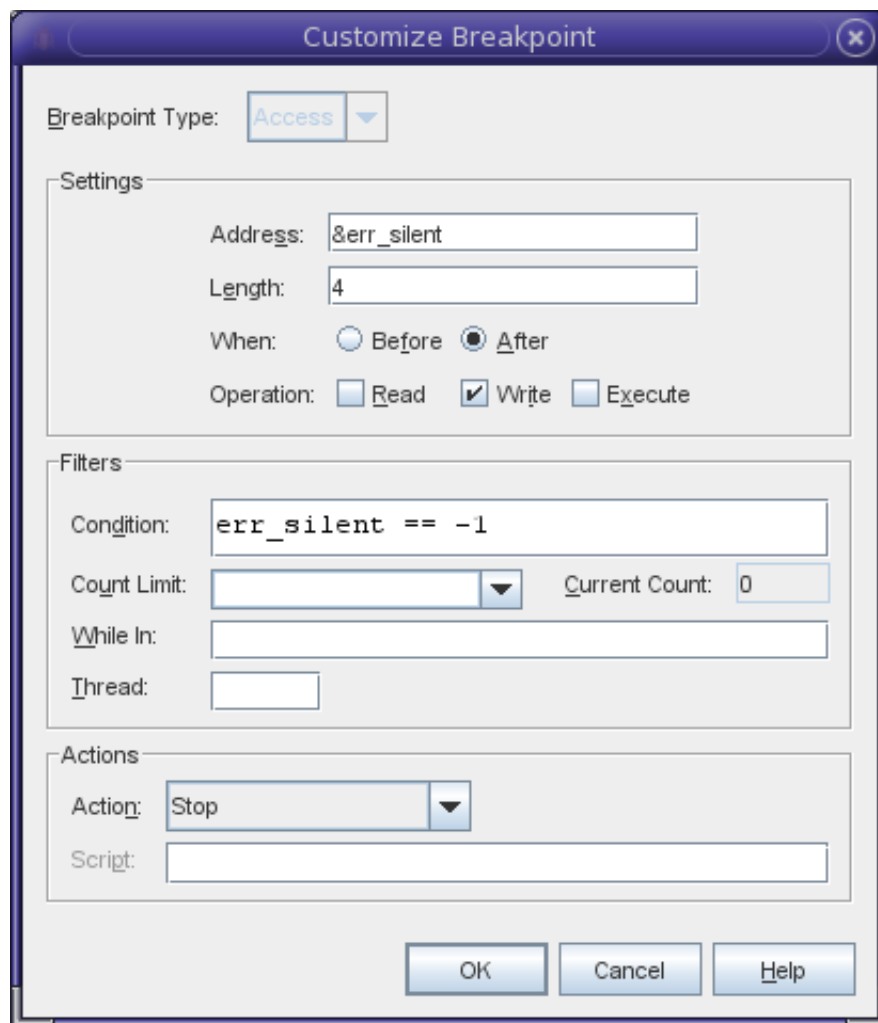 Customize Breakpoint
Breakpoint Type: Access
Settings
Address: &err_silent
Length: 4
When: Before After
Operation: Read Write Execute
Filters
Condition: err_silent == -1
Count Limit: Current Count: 0
While In:
Thread:
Actions
Action: Stop
Script:
OK Cancel Help